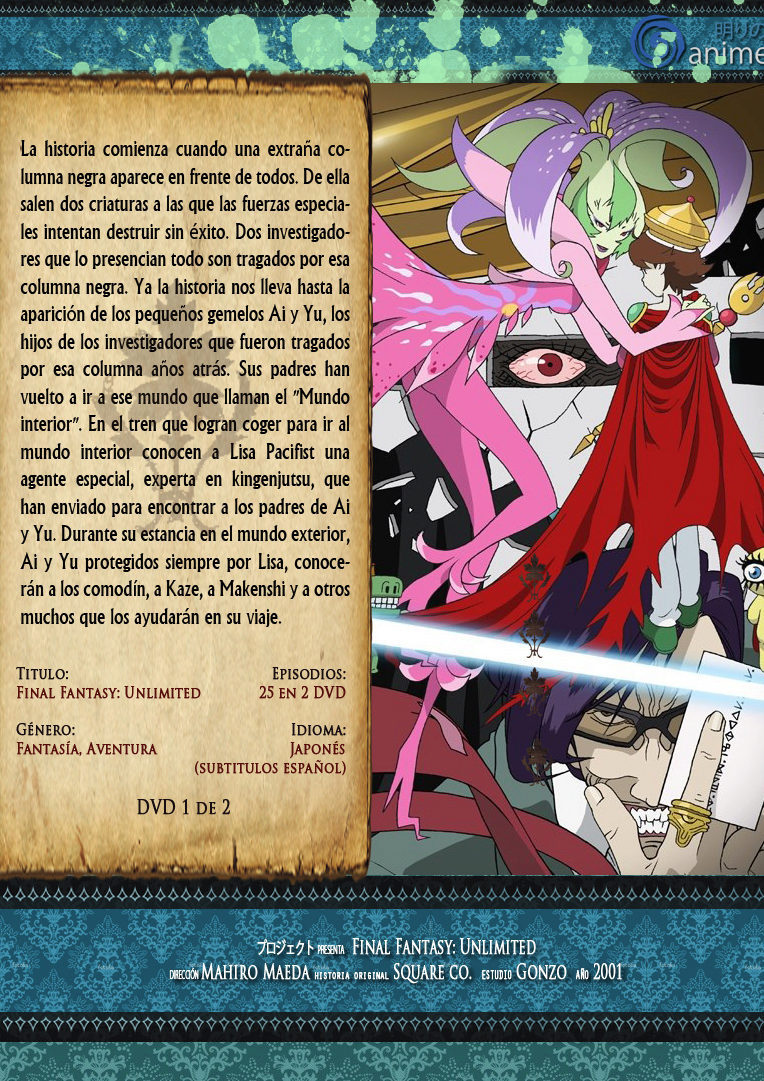 明りの
anime
La historia comienza cuando una extraña co-
lumna negra aparece en frente de todos. De ella
salen dos criaturas a las que las fuerzas especia-
les intentan destruir sin éxito. Dos investigado-
res que lo presencian todo son tragados por esa
columna negra. Ya la historia nos lleva hasta la
aparición de los pequeños gemelos Ai y Yu, los
hijos de los investigadores que fueron tragados
por esa columna años atrás. Sus padres han
vuelto a ir a ese mundo que llaman el "Mundo
interior". En el tren que logran coger para ir al
mundo interior conocen a Lisa Pacifist una
agente especial, experta en kingenjutsu, que
han enviado para encontrar a los padres de Ai
y Yu. Durante su estancia en el mundo exterior,
Ai y Yu protegidos siempre por Lisa, conoce-
rán a los comodín, a Kaze, a Makenshi y a otros
muchos que los ayudarán en su viaje.
Titulo: Episodios:
Final Fantasy: Unlimited 25 en 2 DVD
Género: Idioma:
Fantasía, Aventura Japonés
(subtitulos español)
DVD 1 de 2
プロジェクト PRESENTA Final Fantasy: Unlimited
DIRECCIÓN Mahiro Maeda HISTORIA ORIGINAL Square co. ESTUDIO Gonzo AÑO 2001